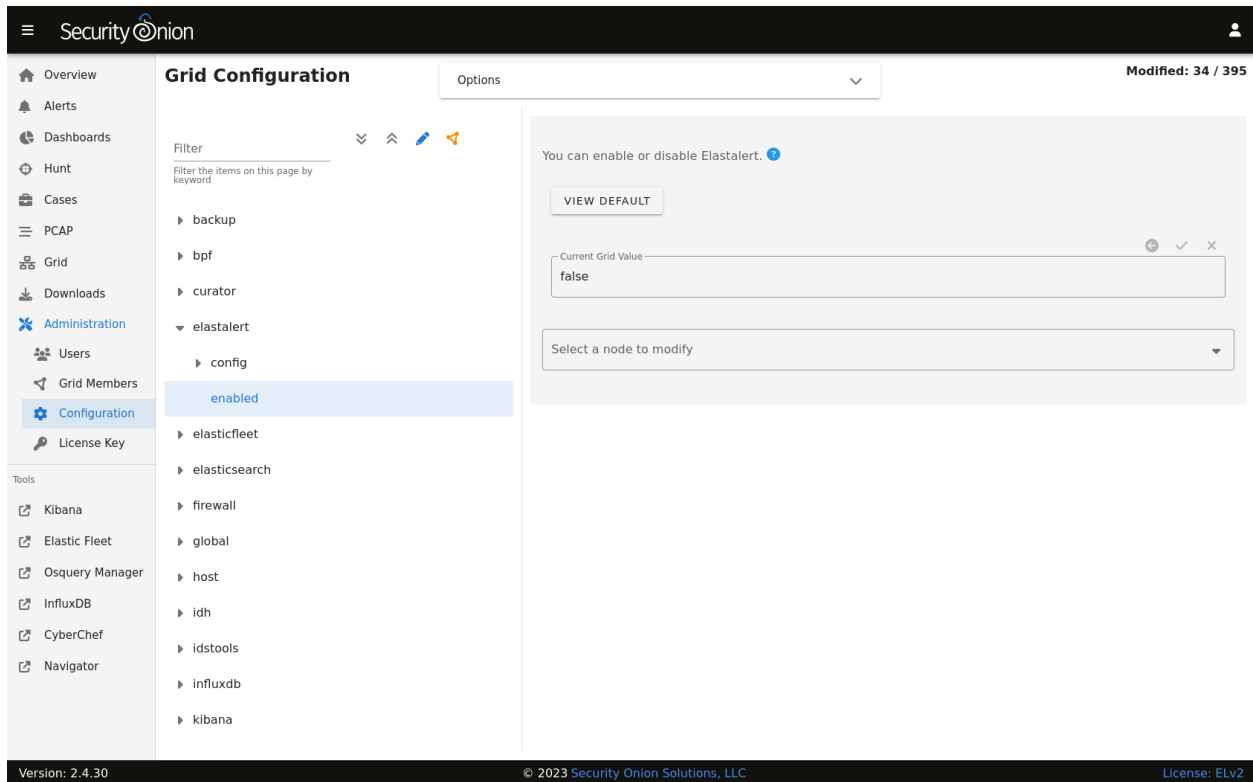 Security Onion
Overview
Alerts
Dashboards
Hunt
Cases
PCAP
Grid
Downloads
Administration
Users
Grid Members
Configuration
License Key
Tools
Kibana
Elastic Fleet
Osquery Manager
InfluxDB
CyberChef
Navigator
Grid Configuration
Options
Modified: 34 / 395
Filter
Filter the items on this page by
keyword
backup
bpf
curator
elastalert
config
enabled
elasticfleet
elasticsearch
firewall
global
host
idh
idstools
influxdb
kibana
You can enable or disable Elastalert. ?
VIEW DEFAULT
Current Grid Value
false
Select a node to modify
Version: 2.4.30
© 2023 Security Onion Solutions, LLC
License: ELv2